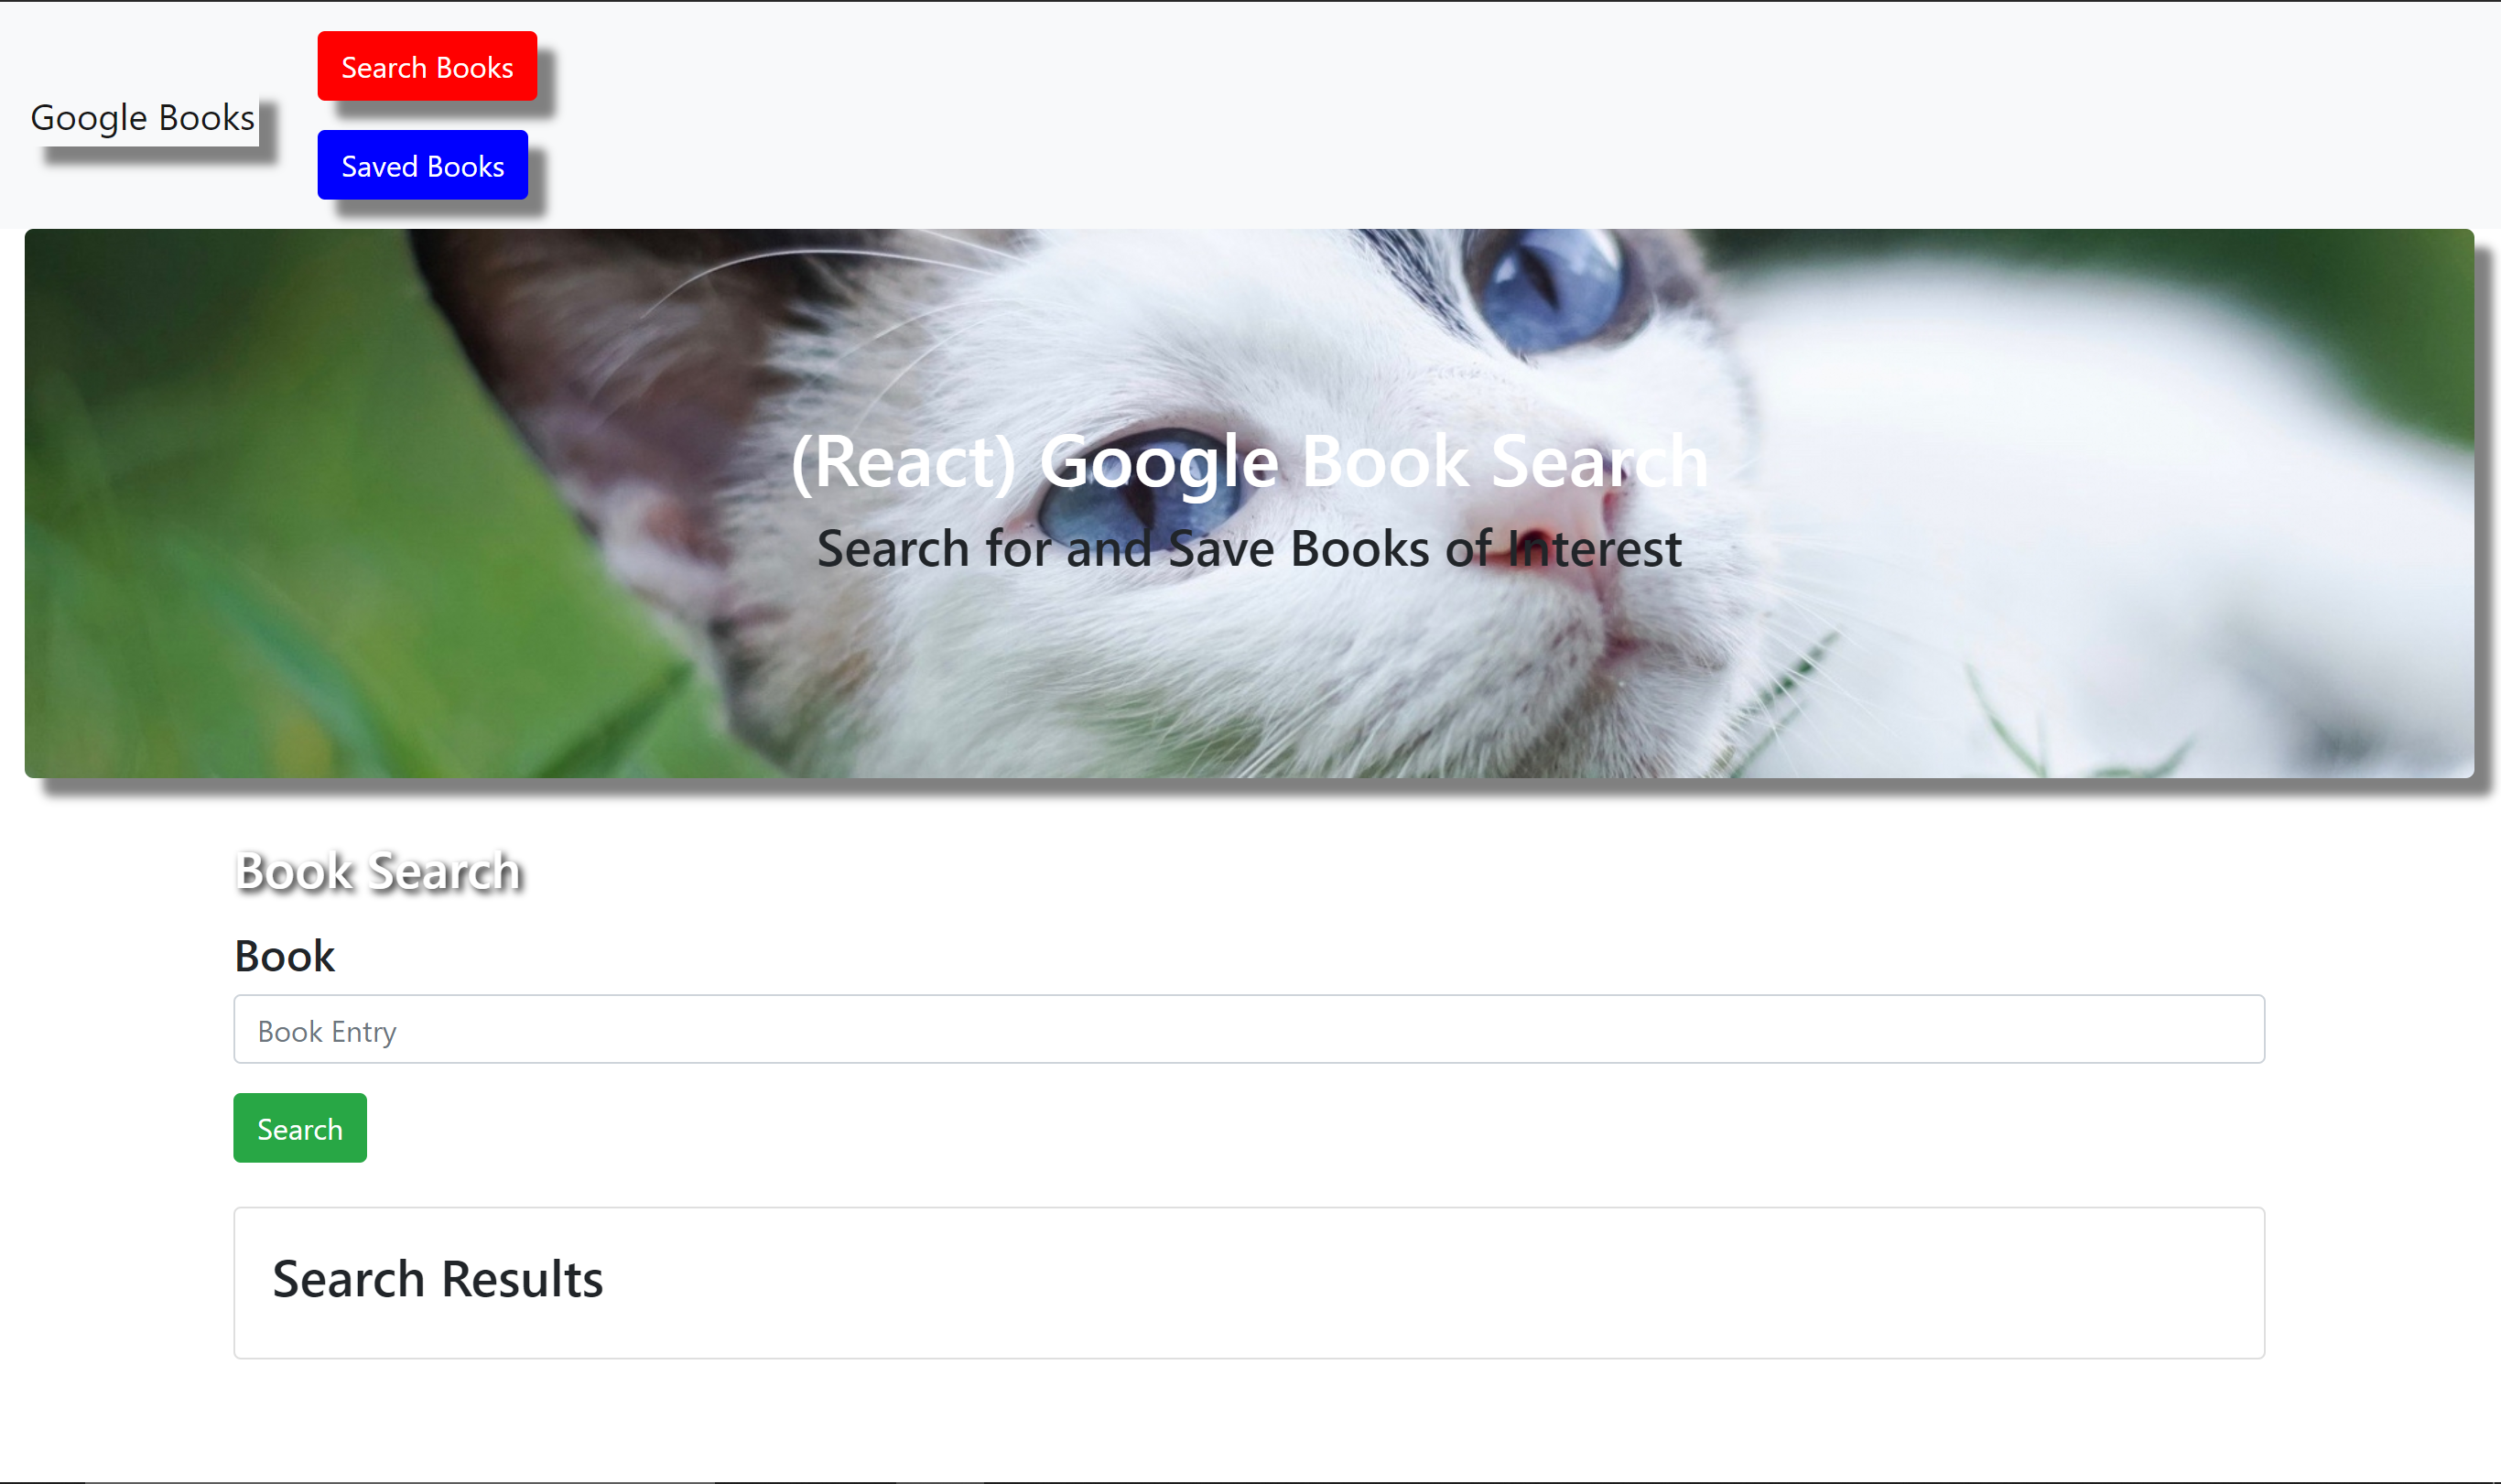 Google Books
Search Books
Saved Books
(React) Google Book Search
Search for and Save Books of Interest
Book Search
Book
Book Entry
Search
Search Results